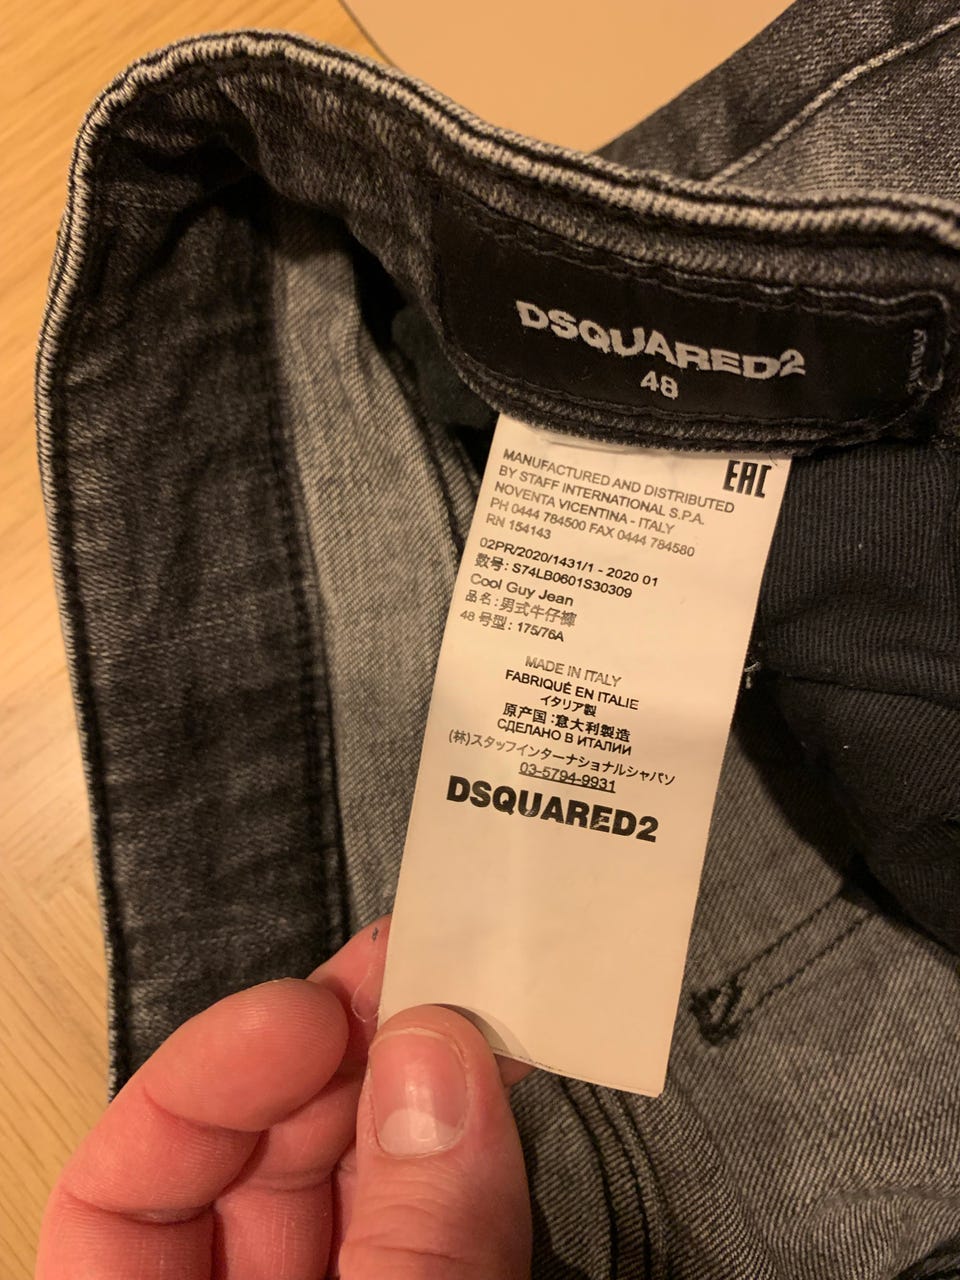 DSQUARED2
48
EAC
MANUFACTURED AND DISTRIBUTED
BY STAFF INTERNATIONAL S.P.A.
NOVENTA VICENTINA - ITALY
PH 0444 784500 FAX 0444 784580
RN 154143
02PR/2020/1431/1 - 2020 01
数号: S74LB0601S30309
Cool Guy Jean
品名: 男式牛仔褲
48 号型: 175/76A
MADE IN ITALY
FABRIQUÉ EN ITALIE
イタリア製
原产国:意大利製造
СДЕЛАНО В ИТАЛИИ
(株)スタッフインターナショナルジャパン
03-5794-9931
DSQUARED2